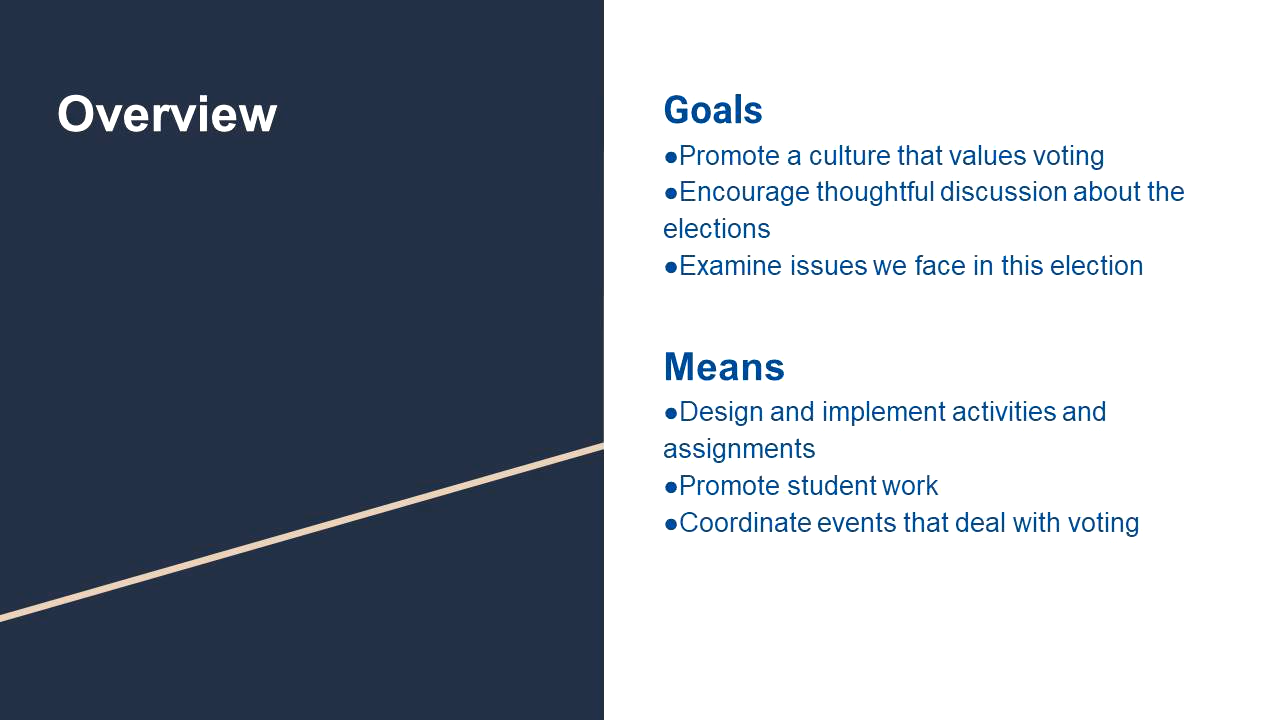 Overview
Goals
●Promote a culture that values voting
●Encourage thoughtful discussion about the
elections
●Examine issues we face in this election
Means
●Design and implement activities and
assignments
●Promote student work
●Coordinate events that deal with voting